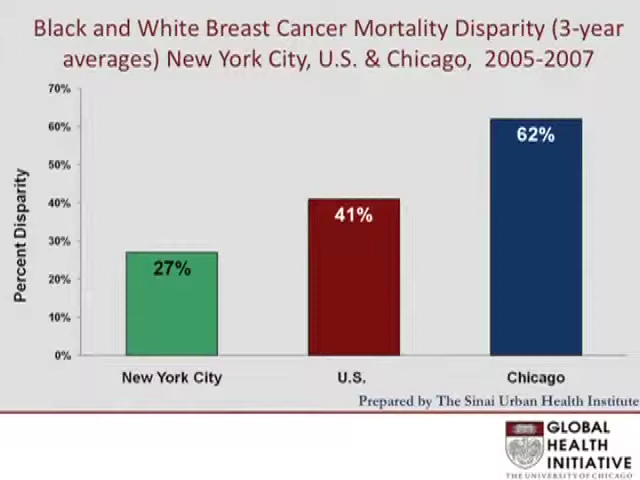 Black and White Breast Cancer Mortality Disparity (3-year
averages) New York City, U.S. & Chicago, 2005-2007
70%
60%
50%
40%
30%
20%
10%
0%
Percent Disparity
27%
41%
62%
New York City
U.S.
Chicago
Prepared by The Sinai Urban Health Institute
GLOBAL
HEALTH
INITIATIVE
THE UNIVERSITY OF CHICAGO